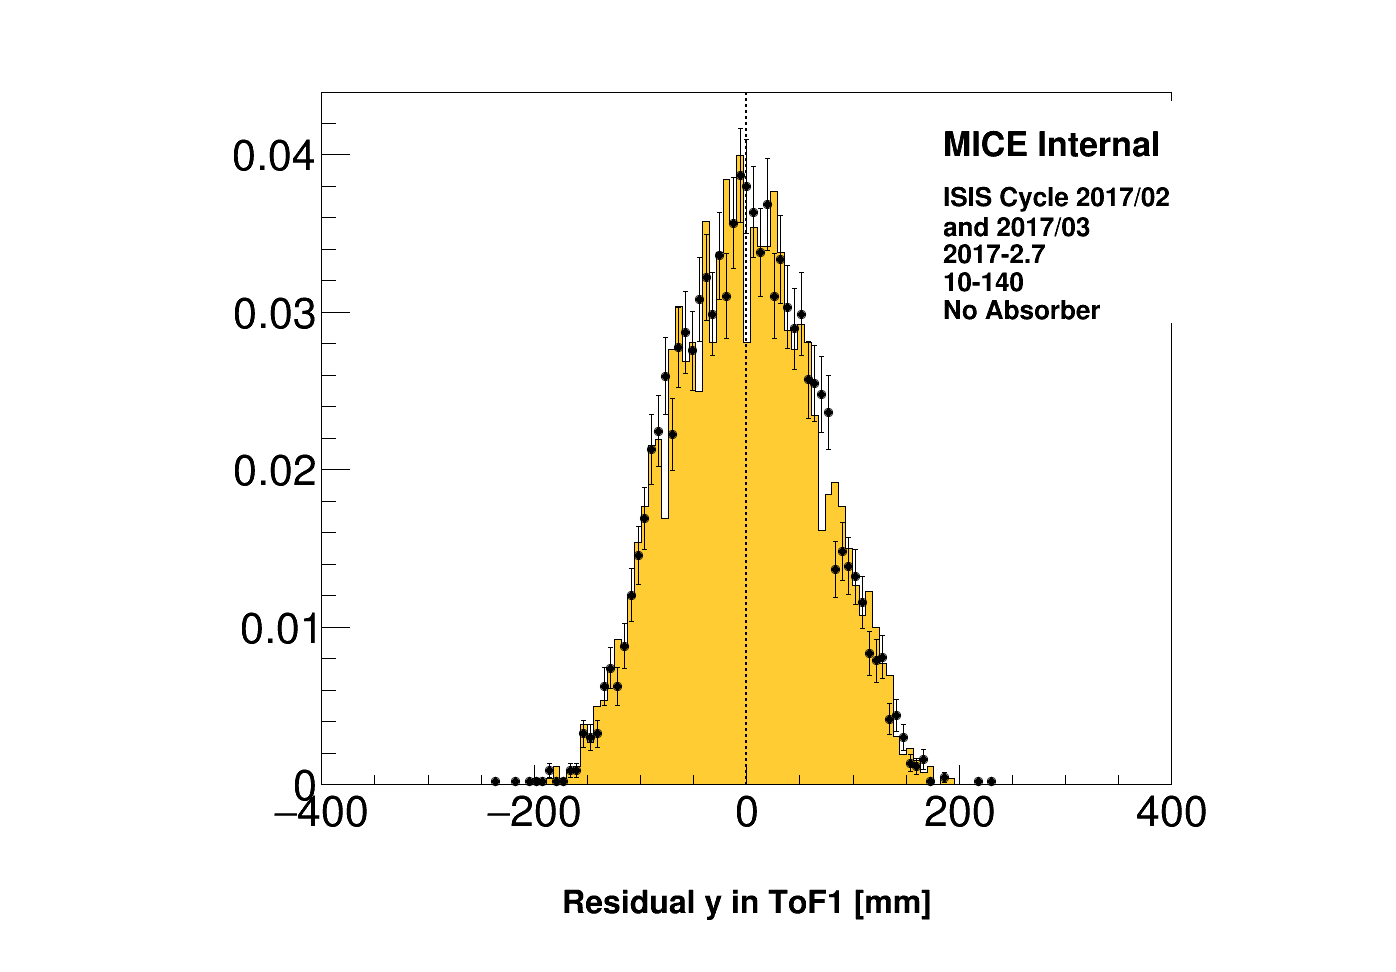 MICE Internal
ISIS Cycle 2017/02
and 2017/03
2017-2.7
10-140
No Absorber
0.04
0.03
0.02
0.01
0
−400 −200 0 200 400
Residual y in ToF1 [mm]